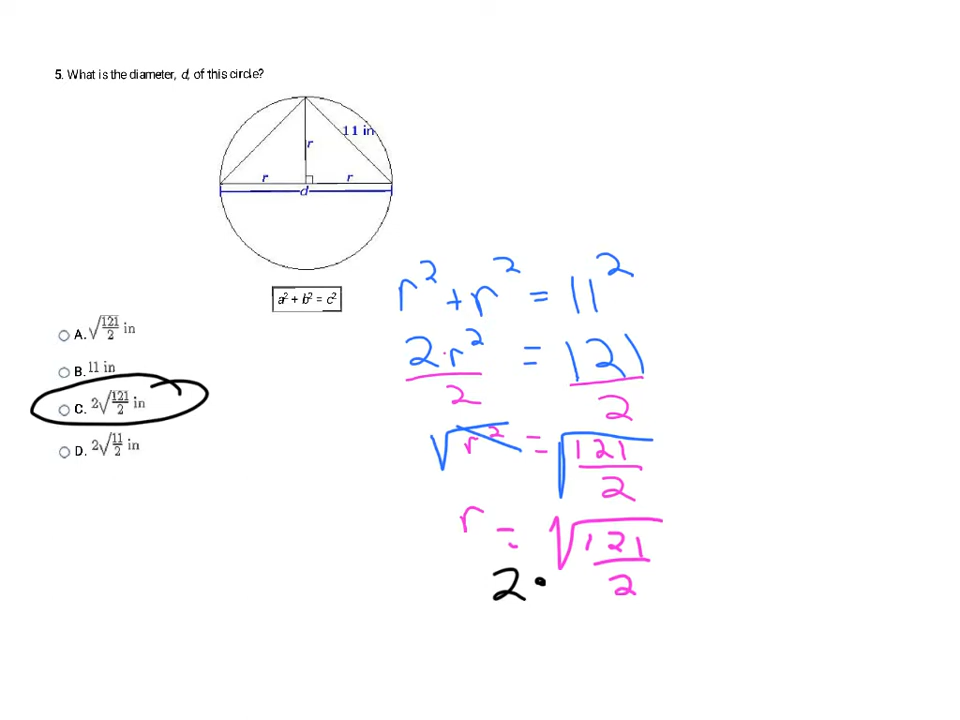 5. What is the diameter, d, of this circle?
11 in
r
r r
d
a² + b² = c²
A. √121/2 in
B. 11 in
C. 2√121/2 in
D. 2√11/2 in
r² + r² = 11²
2·r²/2 = 121/2
√r² = √121/2
r = √121/2
2 ·